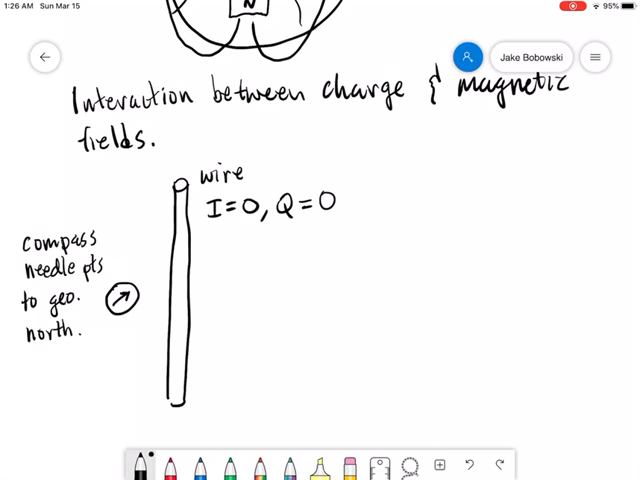 1:26 AM Sun Mar 15
95%
N
Jake Bobowski
Interaction between charge & magnetic
fields.
wire
I=0, Q=0
compass
needle pts
to geo.
north.